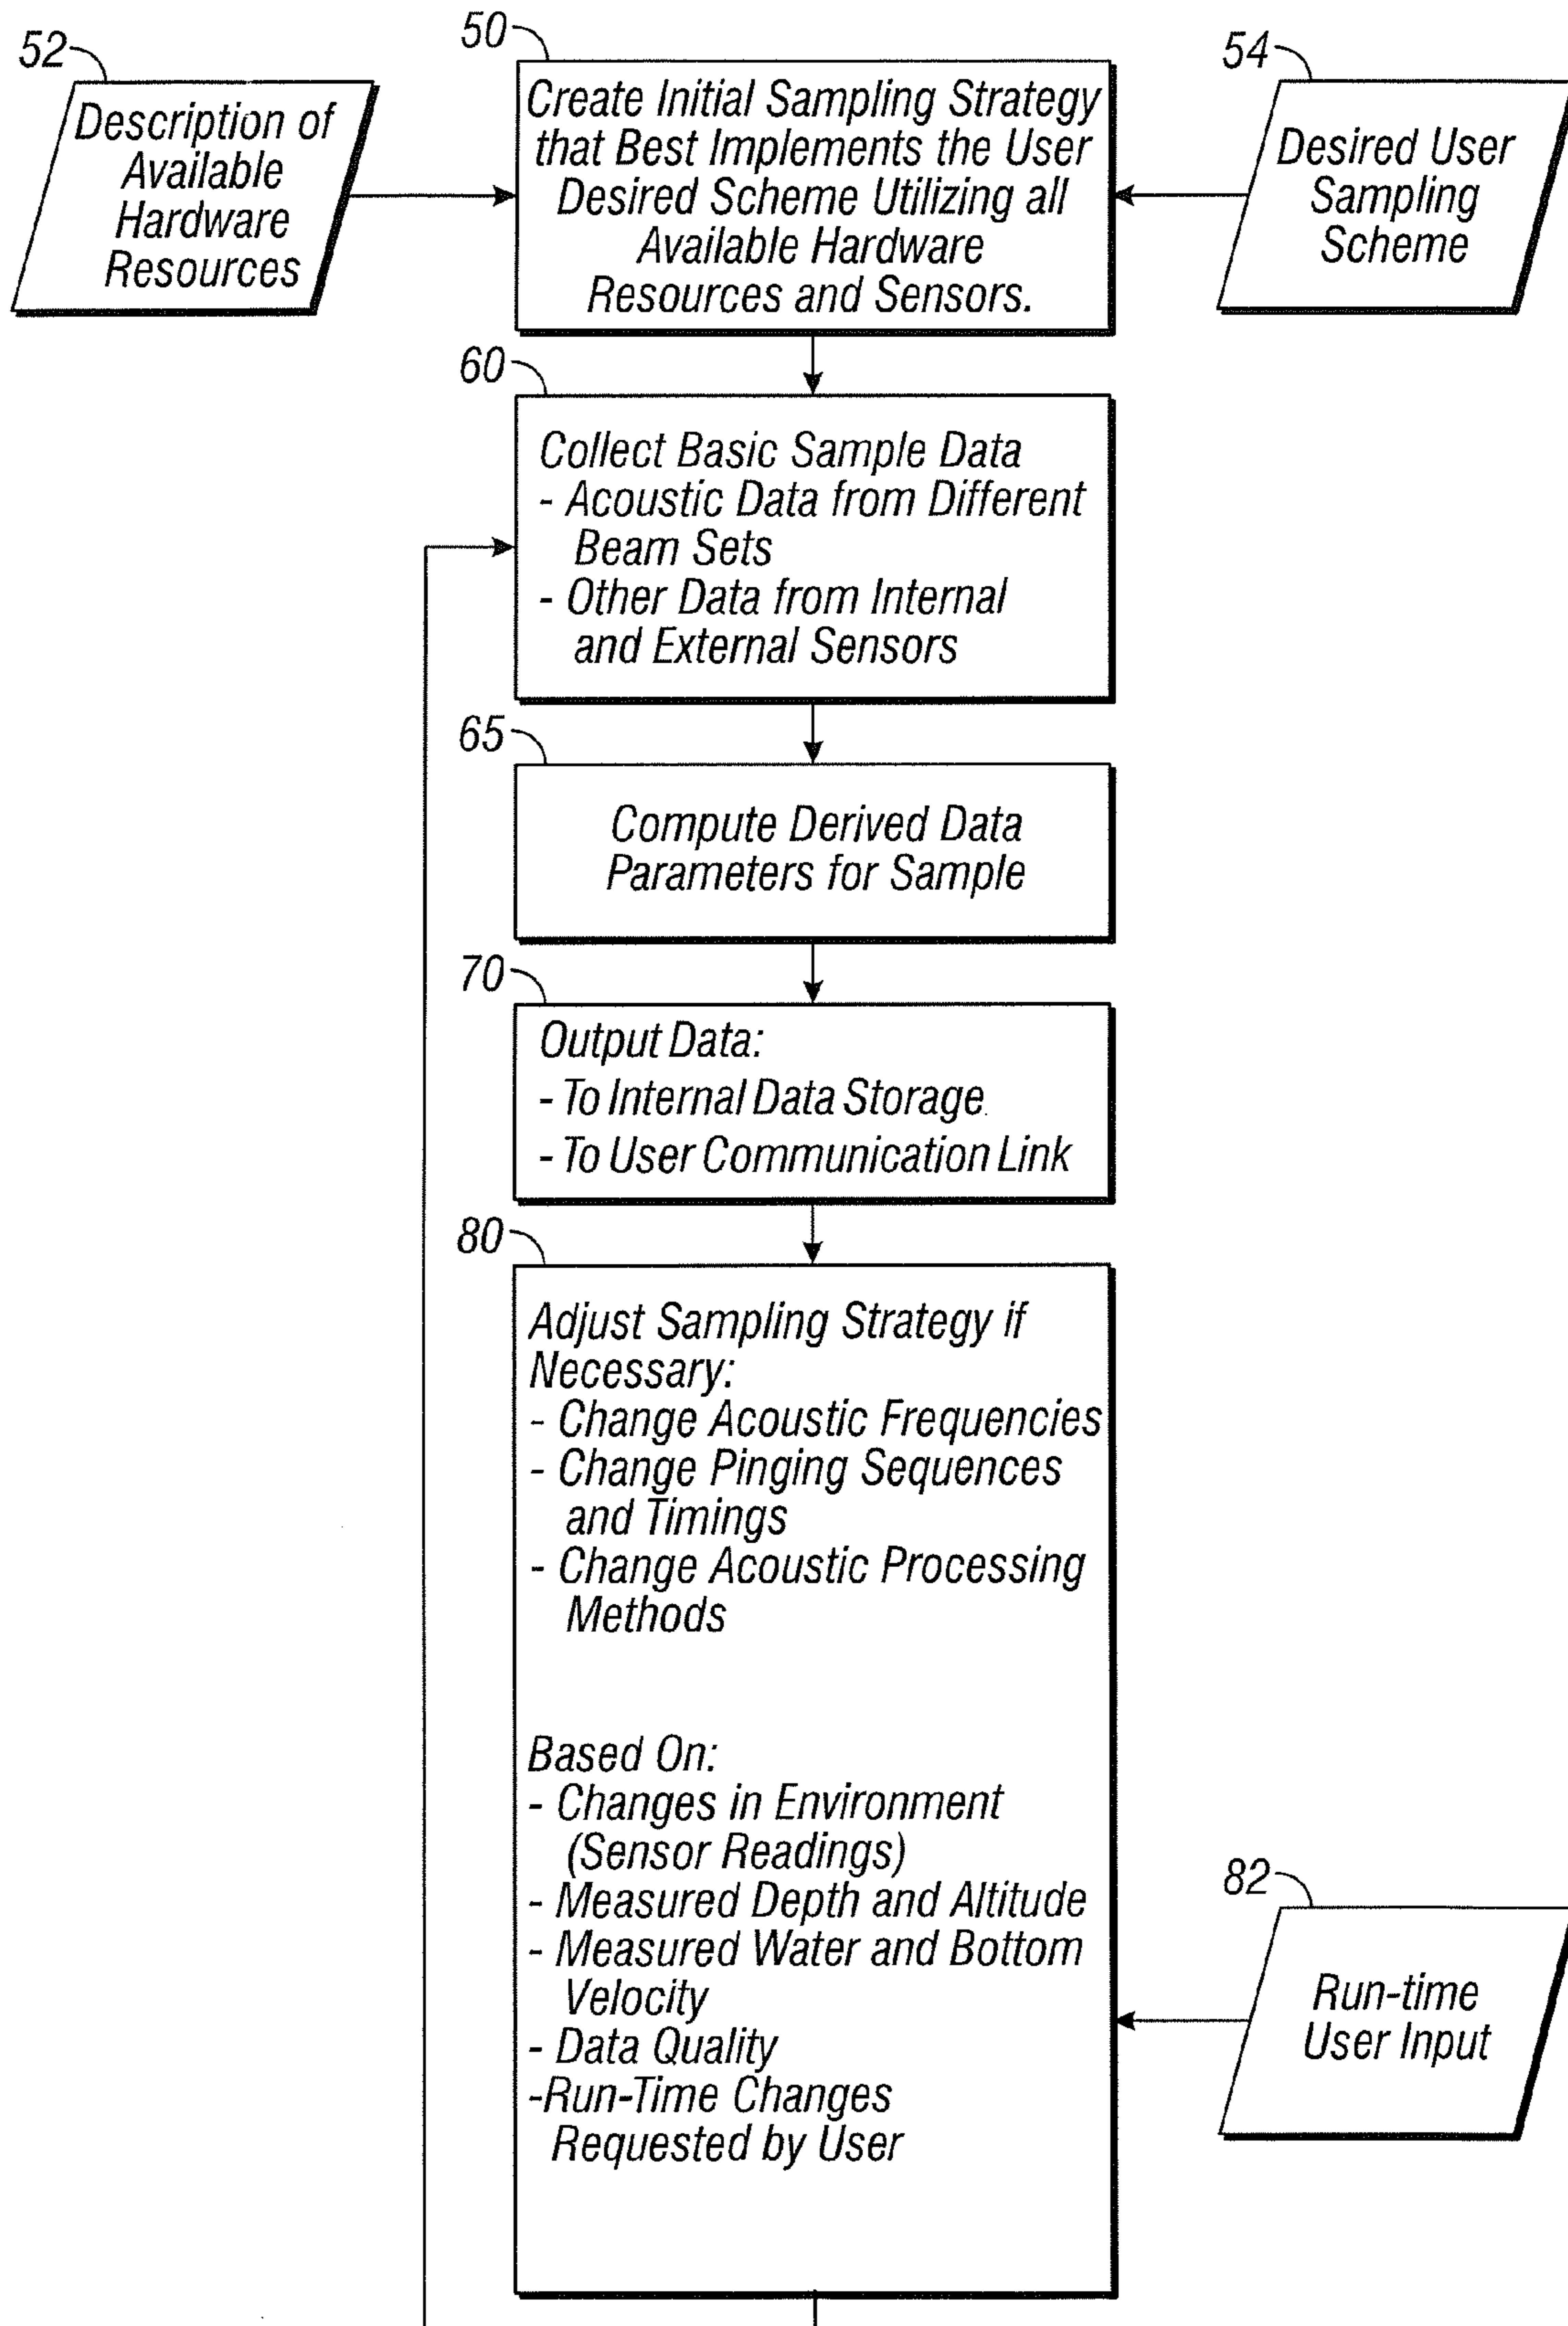 50
52
54
Description of
Available
Hardware
Resources
Create Initial Sampling Strategy
that Best Implements the User
Desired Scheme Utilizing all
Available Hardware
Resources and Sensors.
Desired User
Sampling
Scheme
60
Collect Basic Sample Data
- Acoustic Data from Different
Beam Sets
- Other Data from Internal
and External Sensors
65
Compute Derived Data
Parameters for Sample
70
Output Data:
- To Internal Data Storage
- To User Communication Link
80
Adjust Sampling Strategy if
Necessary:
- Change Acoustic Frequencies
- Change Pinging Sequences
and Timings
- Change Acoustic Processing
Methods
Based On:
- Changes in Environment
(Sensor Readings)
- Measured Depth and Altitude
- Measured Water and Bottom
Velocity
- Data Quality
-Run-Time Changes
Requested by User
82
Run-time
User Input